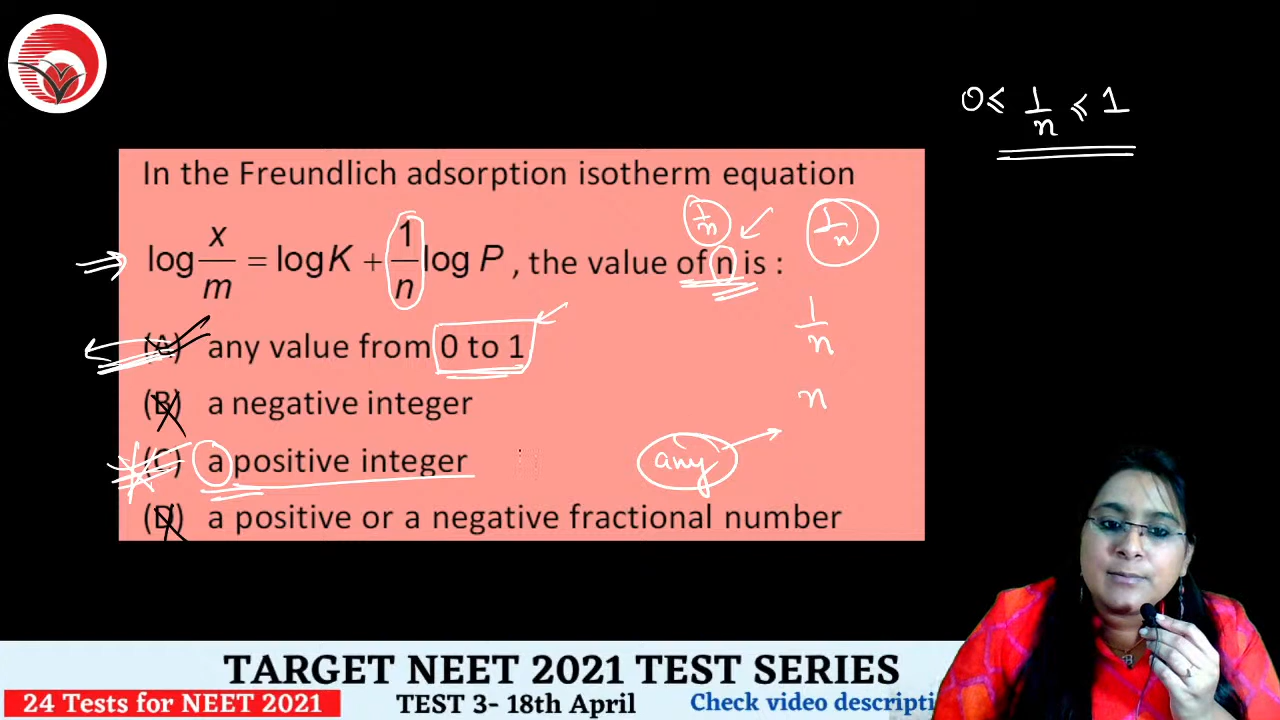 0 ≤ 1/n ≤ 1
In the Freundlich adsorption isotherm equation
log x/m = log K + 1/n log P , the value of n is :
1/n
1/n
(A) any value from 0 to 1
1/n
(B) a negative integer
n
(C) a positive integer
any
(D) a positive or a negative fractional number
TARGET NEET 2021 TEST SERIES
24 Tests for NEET 2021
TEST 3- 18th April
Check video descripti